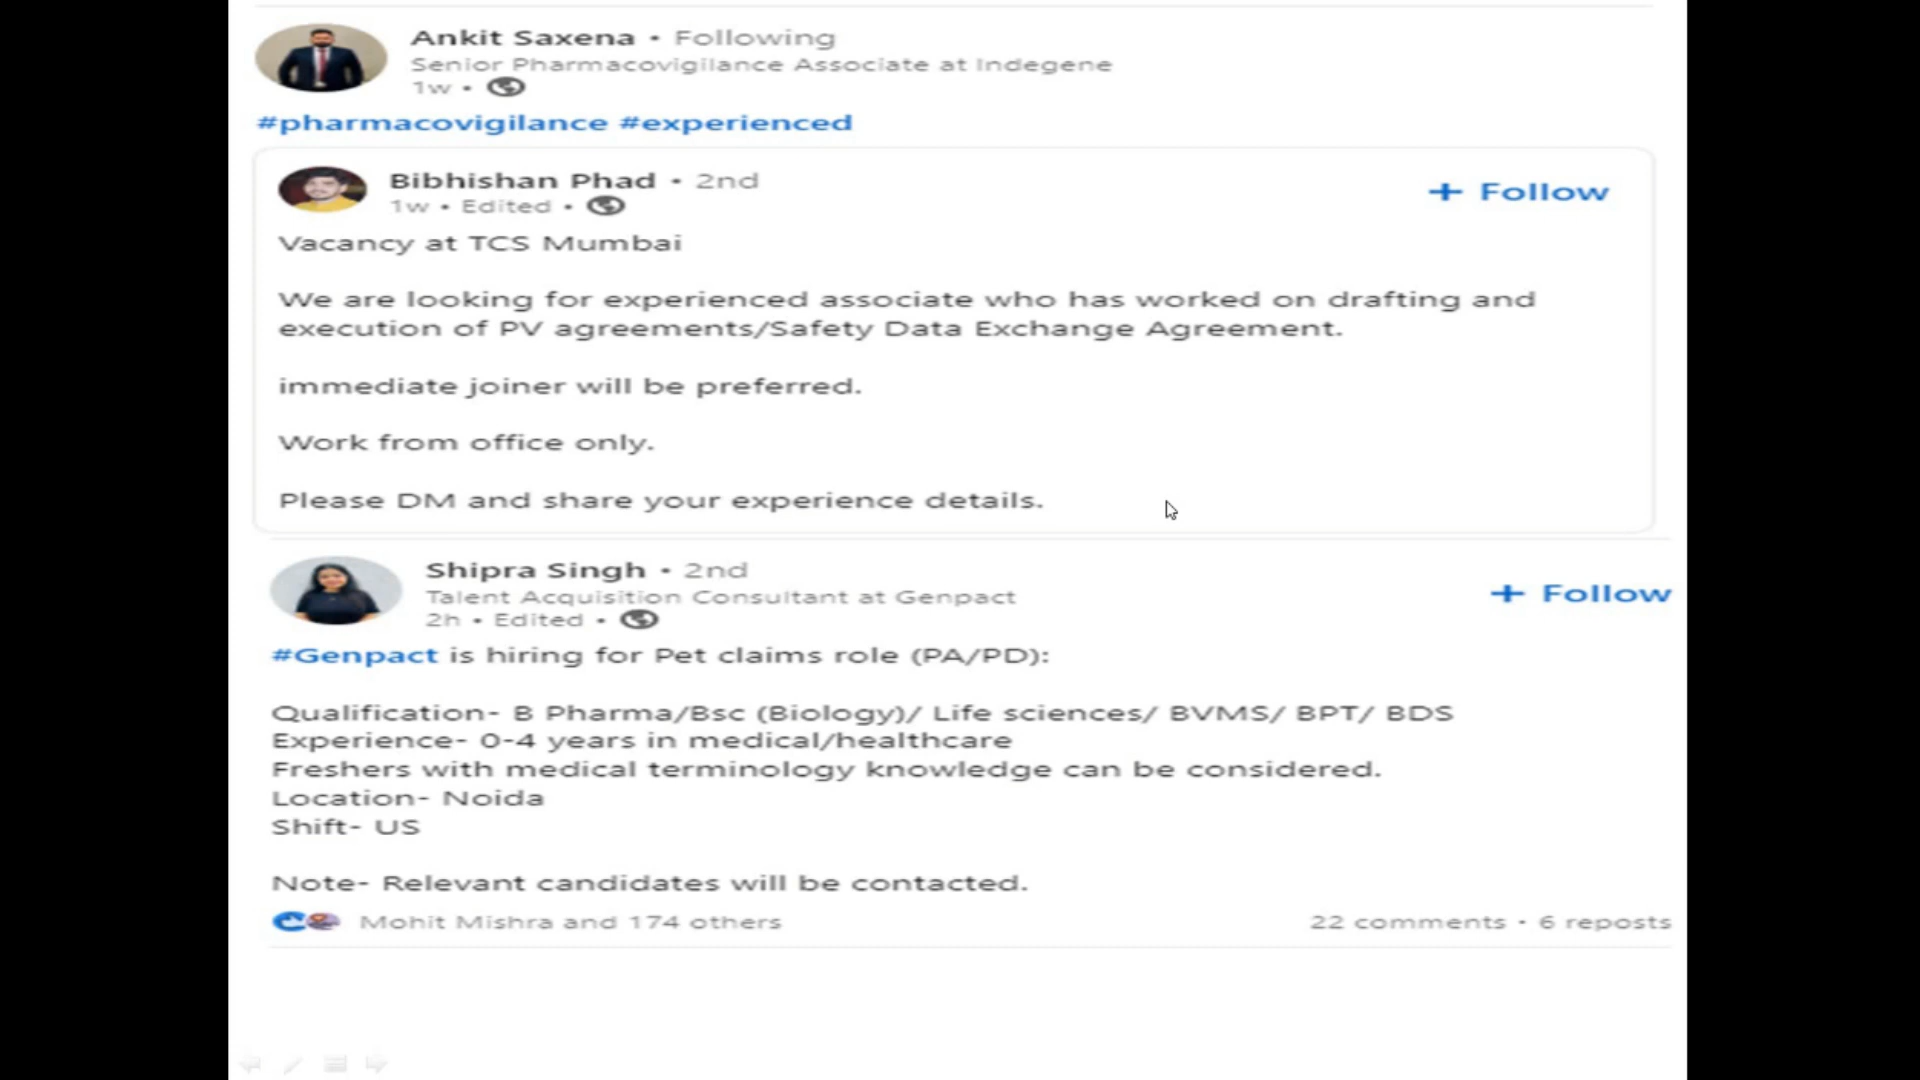 Ankit Saxena • Following
Senior Pharmacovigilance Associate at Indegene
1w •
#pharmacovigilance #experienced
Bibhishan Phad • 2nd
+ Follow
1w • Edited •
Vacancy at TCS Mumbai
We are looking for experienced associate who has worked on drafting and
execution of PV agreements/Safety Data Exchange Agreement.
immediate joiner will be preferred.
Work from office only.
Please DM and share your experience details.
Shipra Singh • 2nd
Talent Acquisition Consultant at Genpact
+ Follow
2h • Edited •
#Genpact is hiring for Pet claims role (PA/PD):
Qualification- B Pharma/Bsc (Biology)/ Life sciences/ BVMS/ BPT/ BDS
Experience- 0-4 years in medical/healthcare
Freshers with medical terminology knowledge can be considered.
Location- Noida
Shift- US
Note- Relevant candidates will be contacted.
Mohit Mishra and 174 others
22 comments • 6 reposts